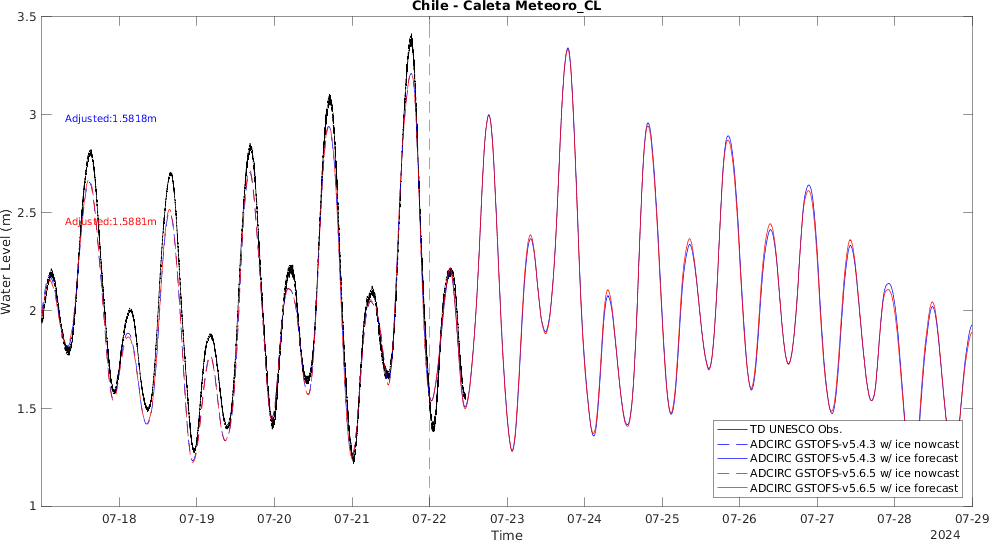 Chile - Caleta Meteoro_CL
3.5
3
2.5
2
1.5
1
Water Level (m)
Adjusted:1.5818m
Adjusted:1.5881m
TD UNESCO Obs.
ADCIRC GSTOFS-v5.4.3 w/ ice nowcast
ADCIRC GSTOFS-v5.4.3 w/ ice forecast
ADCIRC GSTOFS-v5.6.5 w/ ice nowcast
ADCIRC GSTOFS-v5.6.5 w/ ice forecast
07-18 07-19 07-20 07-21 07-22 07-23 07-24 07-25 07-26 07-27 07-28 07-29
Time
2024